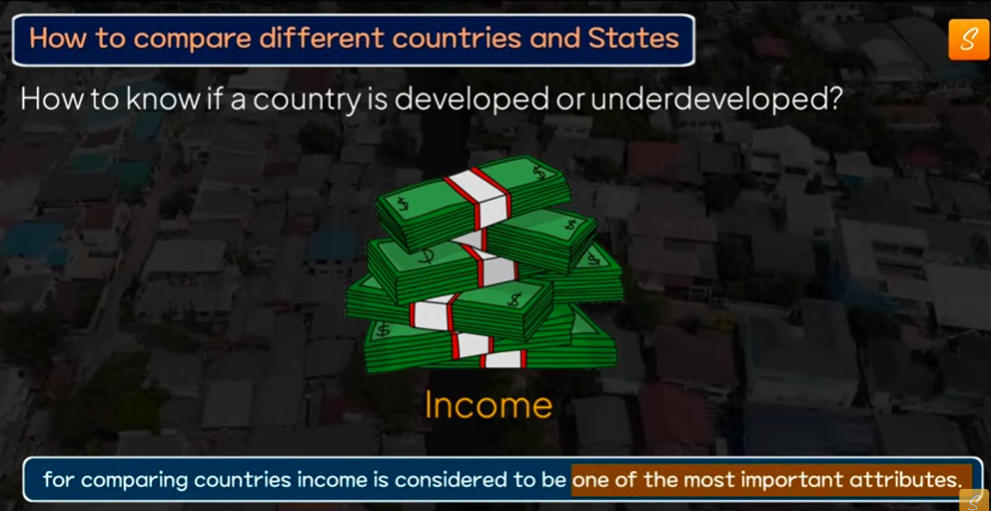 How to compare different countries and States
S
How to know if a country is developed or underdeveloped?
$
$
$
$
$
$
Income
for comparing countries income is considered to be one of the most important attributes.
S